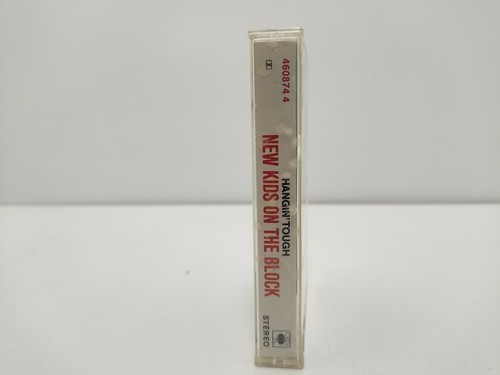 460874 4
HANGIN' TOUGH
NEW KIDS ON THE BLOCK
STEREO